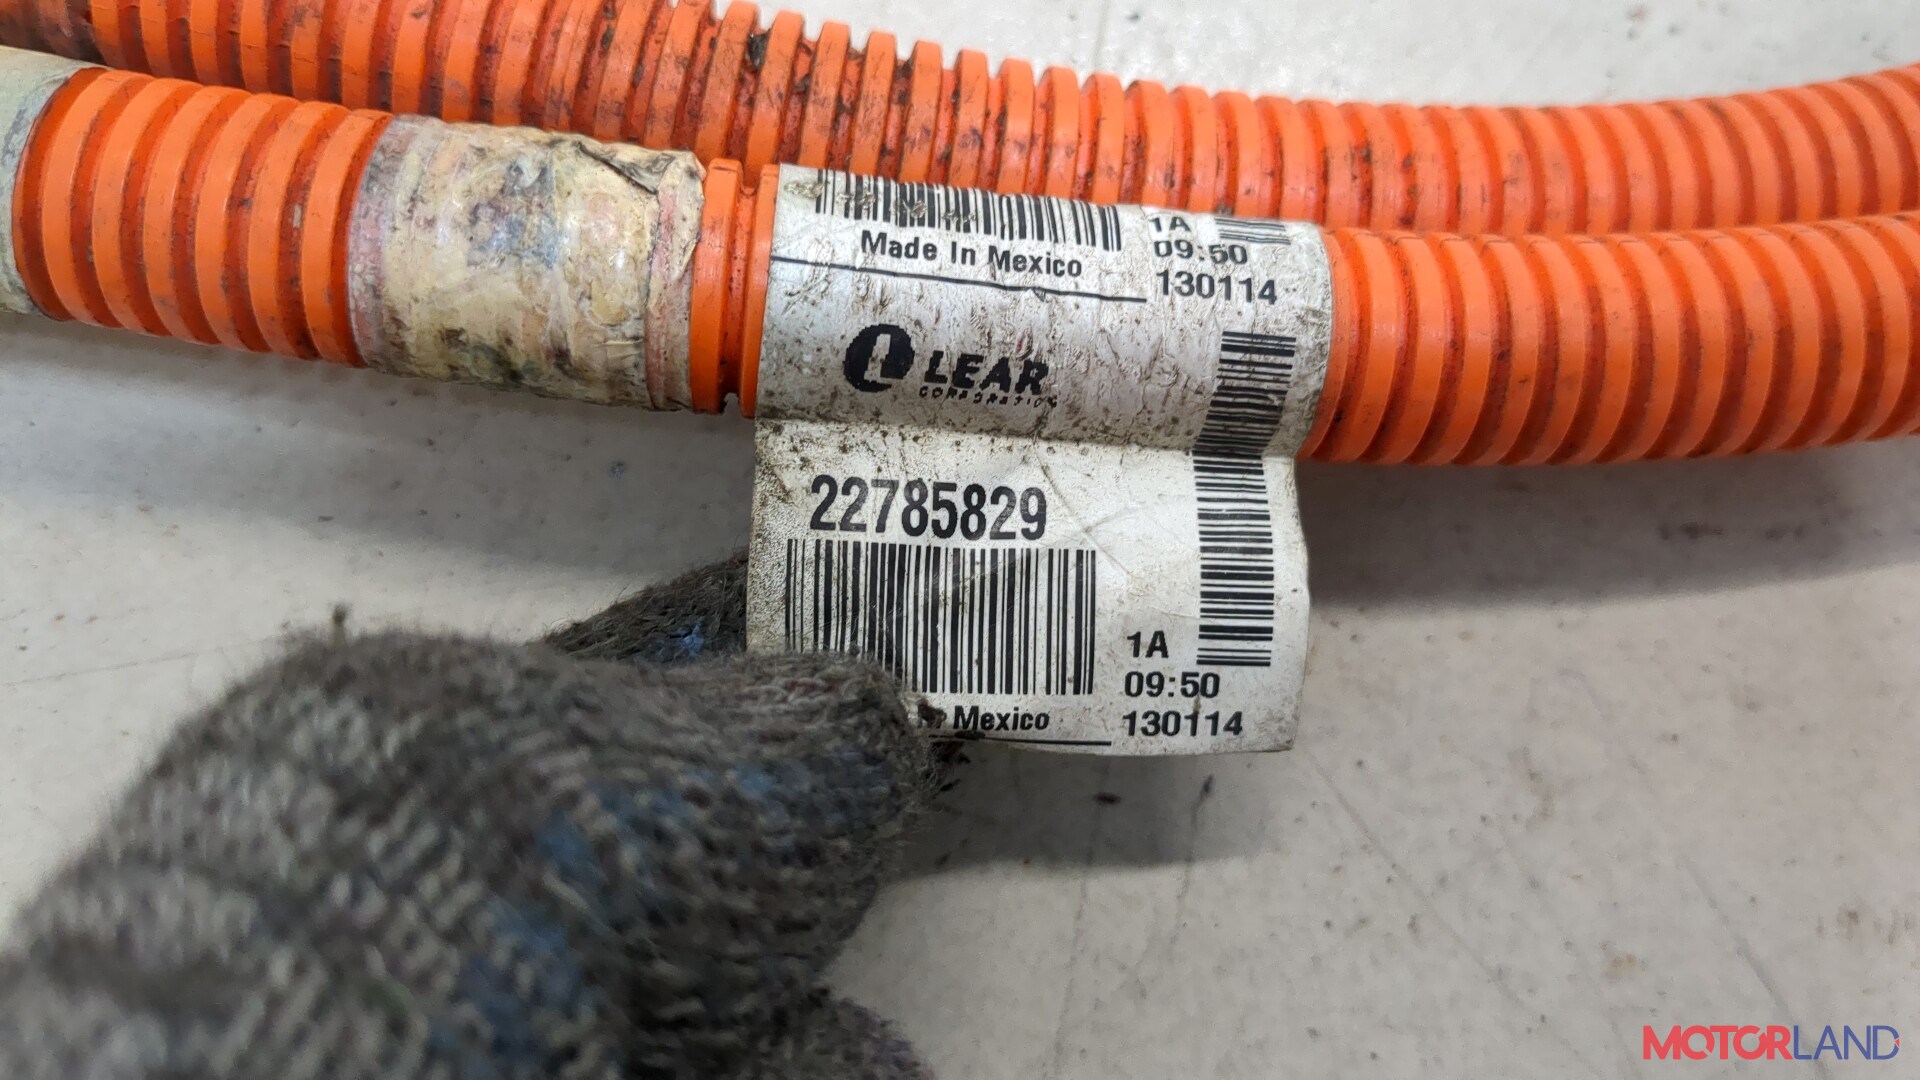 1A
Made In Mexico
09:50
130114
LEAR
CORPORATION
22785829
1A
09:50
Mexico
130114
MOTORLAND